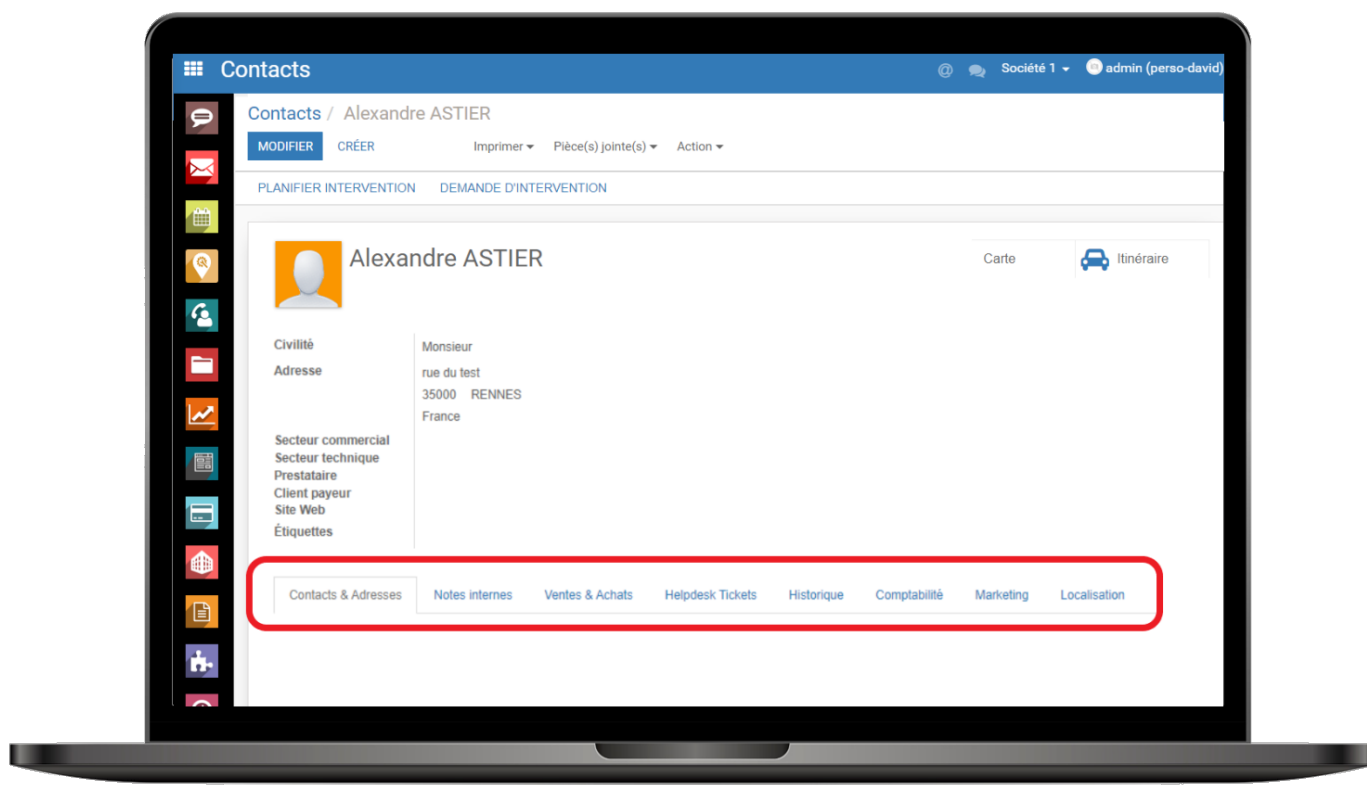 Contacts
@ Société 1 admin (perso-david)
Contacts / Alexandre ASTIER
MODIFIER CRÉER Imprimer Pièce(s) jointe(s) Action
PLANIFIER INTERVENTION DEMANDE D'INTERVENTION
Alexandre ASTIER
Carte Itinéraire
Civilité Monsieur
Adresse rue du test
35000 RENNES
France
Secteur commercial
Secteur technique
Prestataire
Client payeur
Site Web
Étiquettes
Contacts & Adresses Notes internes Ventes & Achats Helpdesk Tickets Historique Comptabilité Marketing Localisation